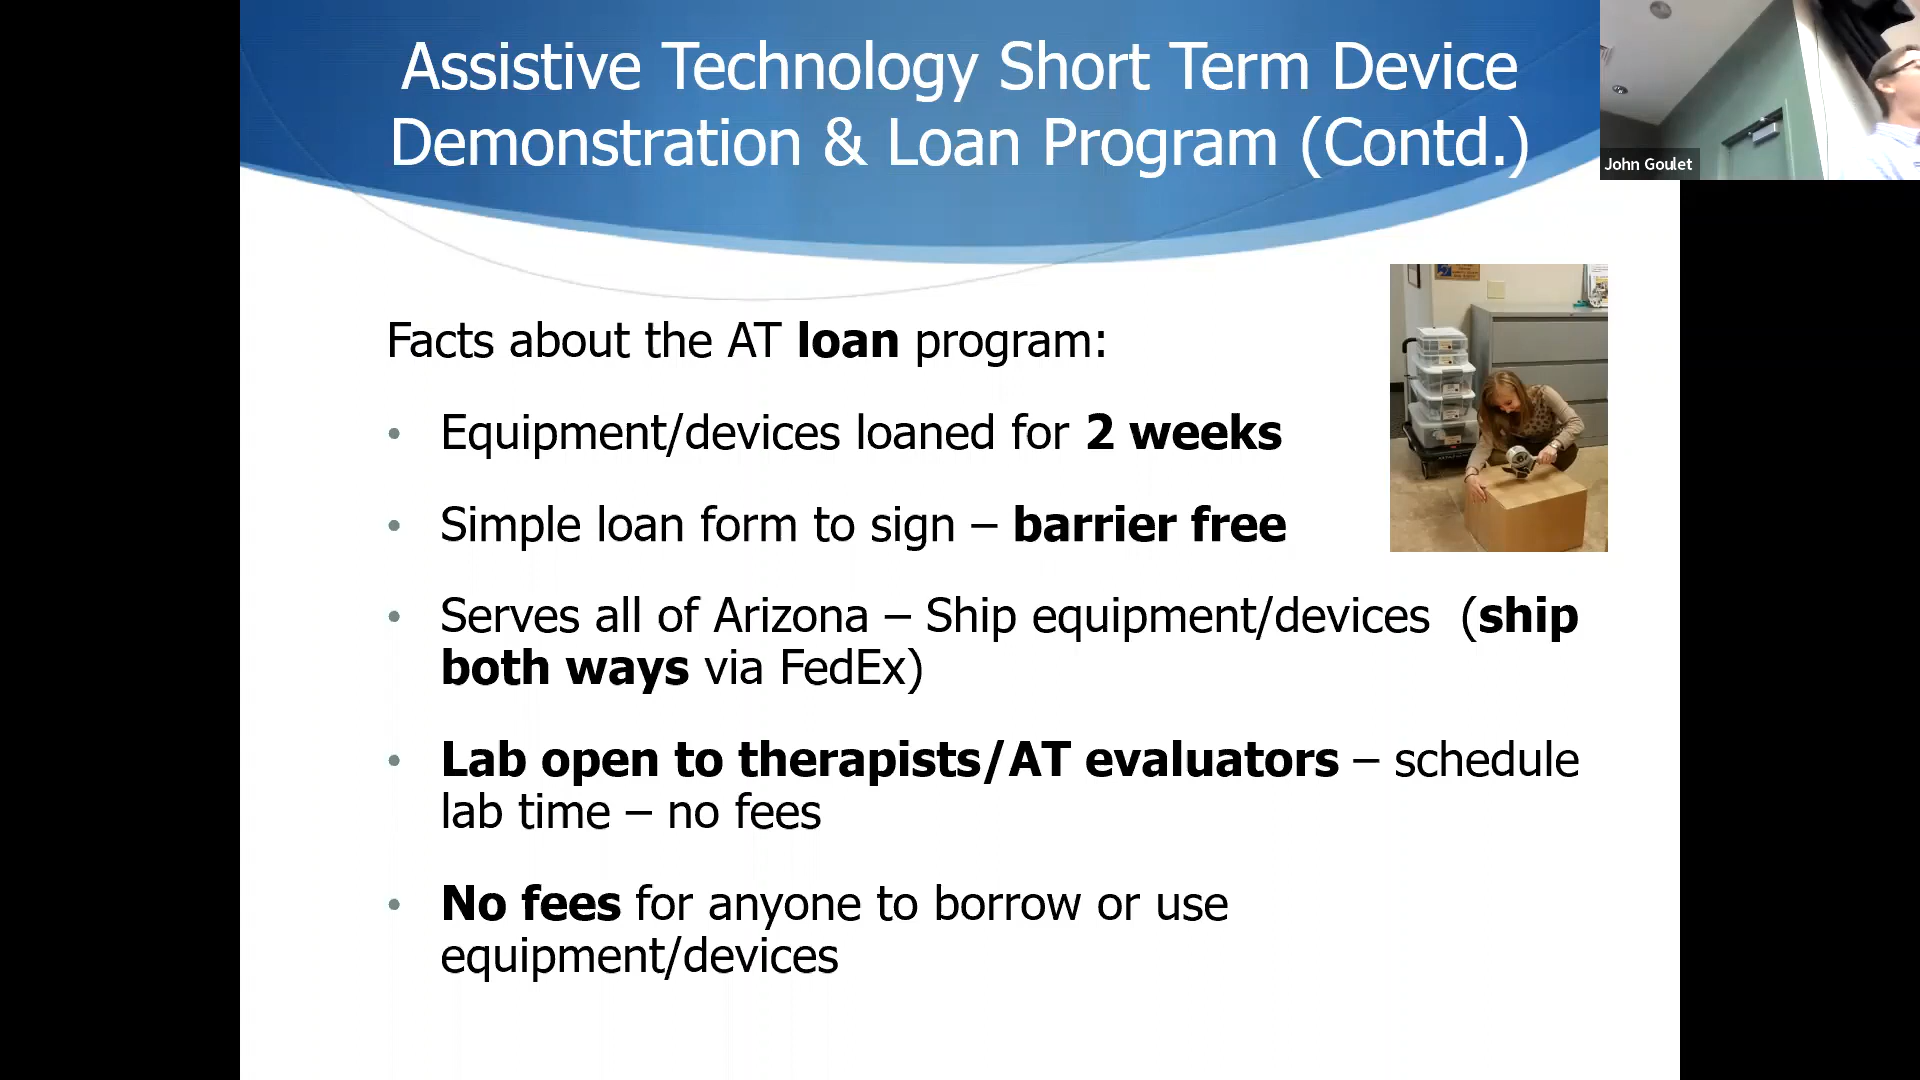 Assistive Technology Short Term Device
Demonstration & Loan Program (Contd.)
John Goulet
Facts about the AT loan program:
• Equipment/devices loaned for 2 weeks
• Simple loan form to sign – barrier free
• Serves all of Arizona – Ship equipment/devices (ship
both ways via FedEx)
• Lab open to therapists/AT evaluators – schedule
lab time – no fees
• No fees for anyone to borrow or use
equipment/devices